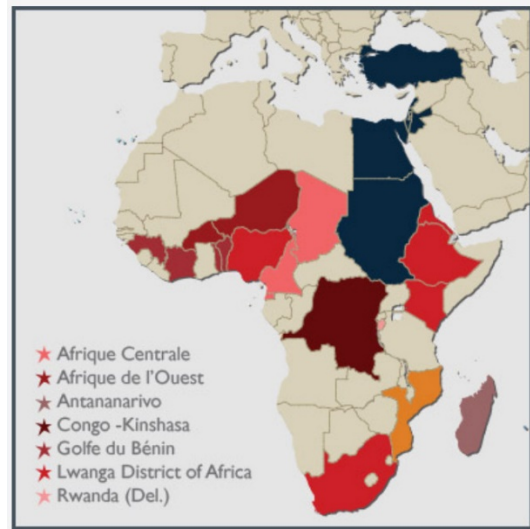 Afrique Centrale
Afrique de l'Ouest
Antananarivo
Congo -Kinshasa
Golfe du Bénin
Lwanga District of Africa
Rwanda (Del.)